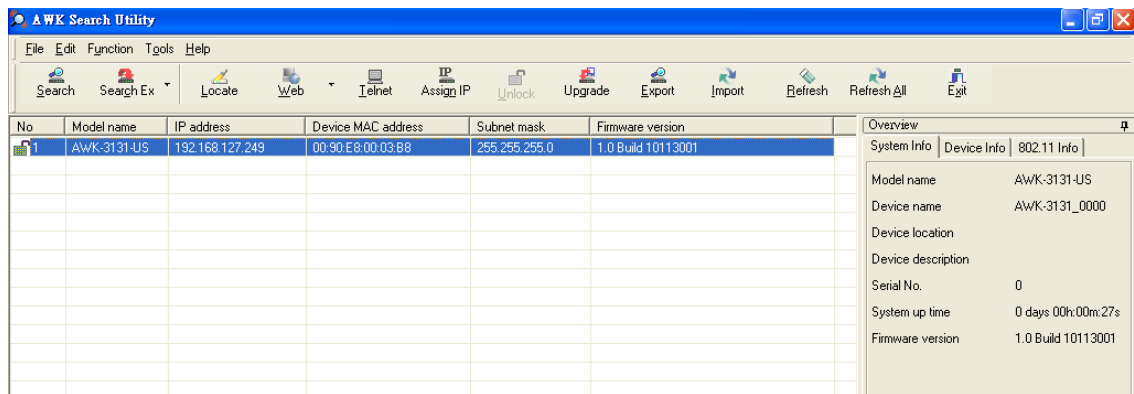 AWK Search Utility
File Edit Function Tools Help
Search Search Ex Locate Web Telnet Assign IP Unlock Upgrade Export Import Refresh Refresh All Exit
IP
No Model name IP address Device MAC address Subnet mask Firmware version
1 AWK-3131-US 192.168.127.249 00:90:E8:00:03:B8 255.255.255.0 1.0 Build 10113001
Overview
System Info Device Info 802.11 Info
Model name AWK-3131-US
Device name AWK-3131_0000
Device location
Device description
Serial No. 0
System up time 0 days 00h:00m:27s
Firmware version 1.0 Build 10113001